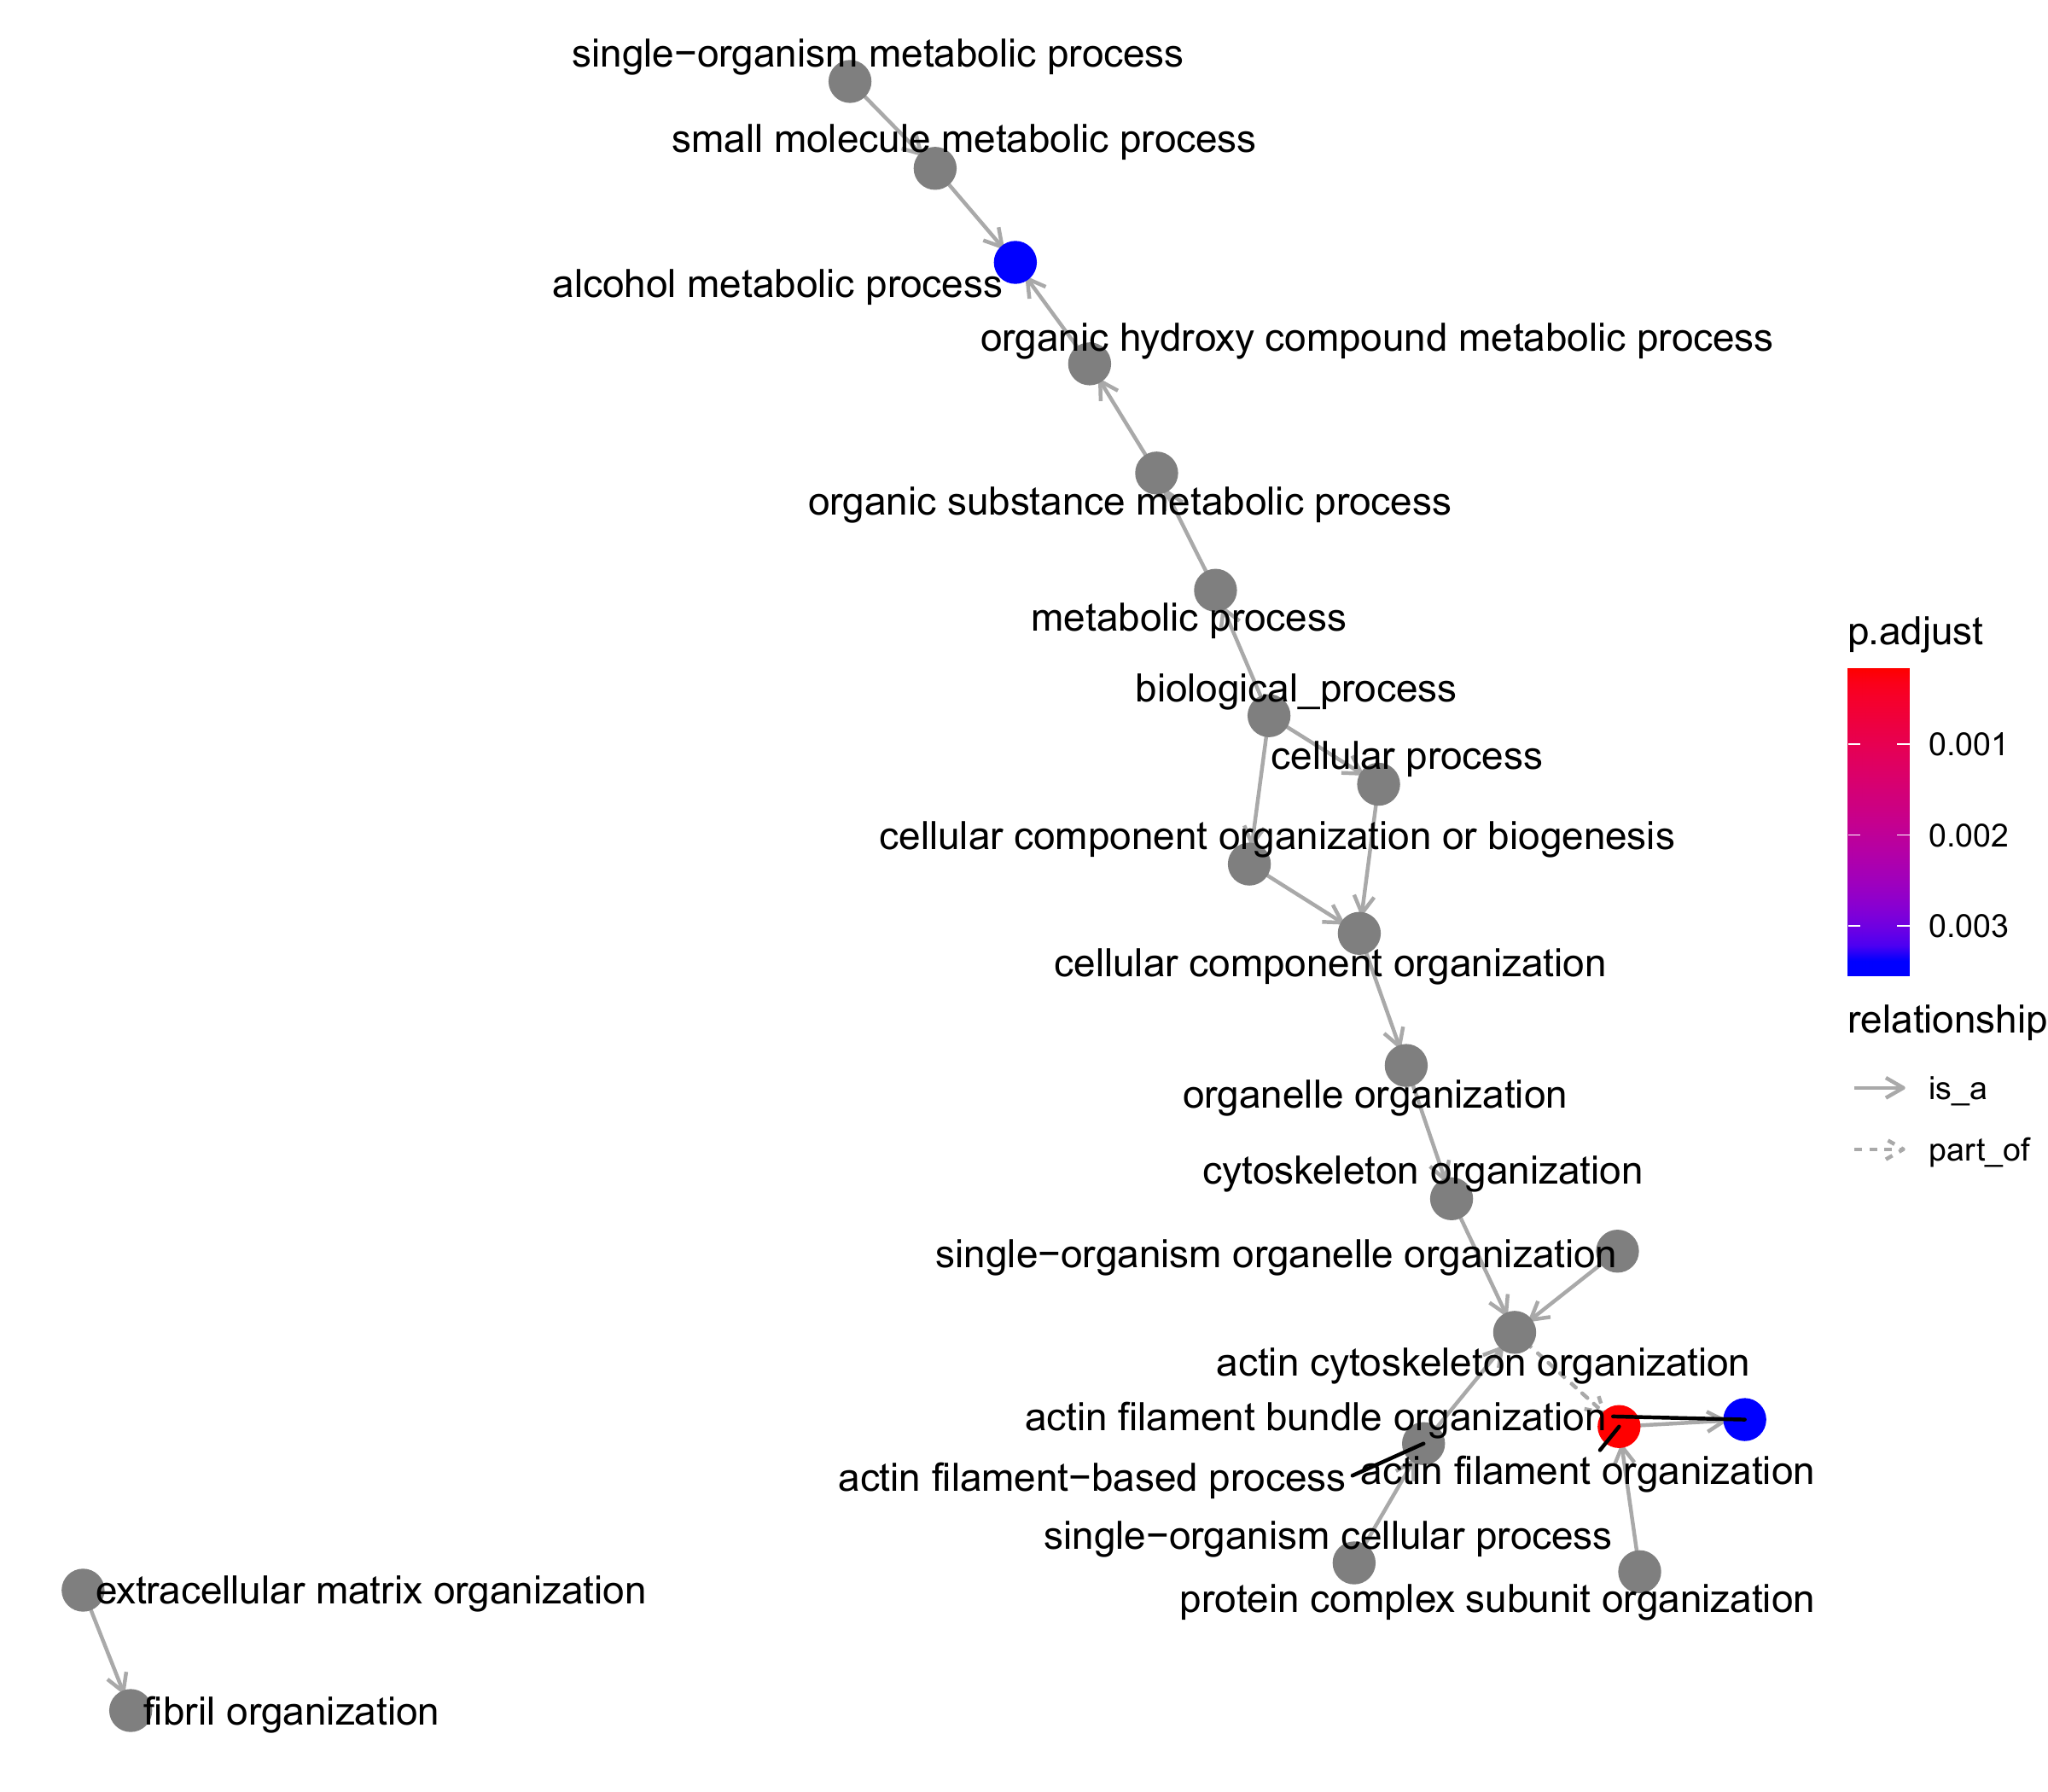 single−organism metabolic process
small molecule metabolic process
alcohol metabolic process
organic hydroxy compound metabolic process
organic substance metabolic process
metabolic process
biological_process
cellular process
cellular component organization or biogenesis
cellular component organization
organelle organization
cytoskeleton organization
single−organism organelle organization
actin cytoskeleton organization
actin filament bundle organization
actin filament organization
actin filament−based process
single−organism cellular process
protein complex subunit organization
extracellular matrix organization
fibril organization
p.adjust
0.001
0.002
0.003
relationship
is_a
part_of